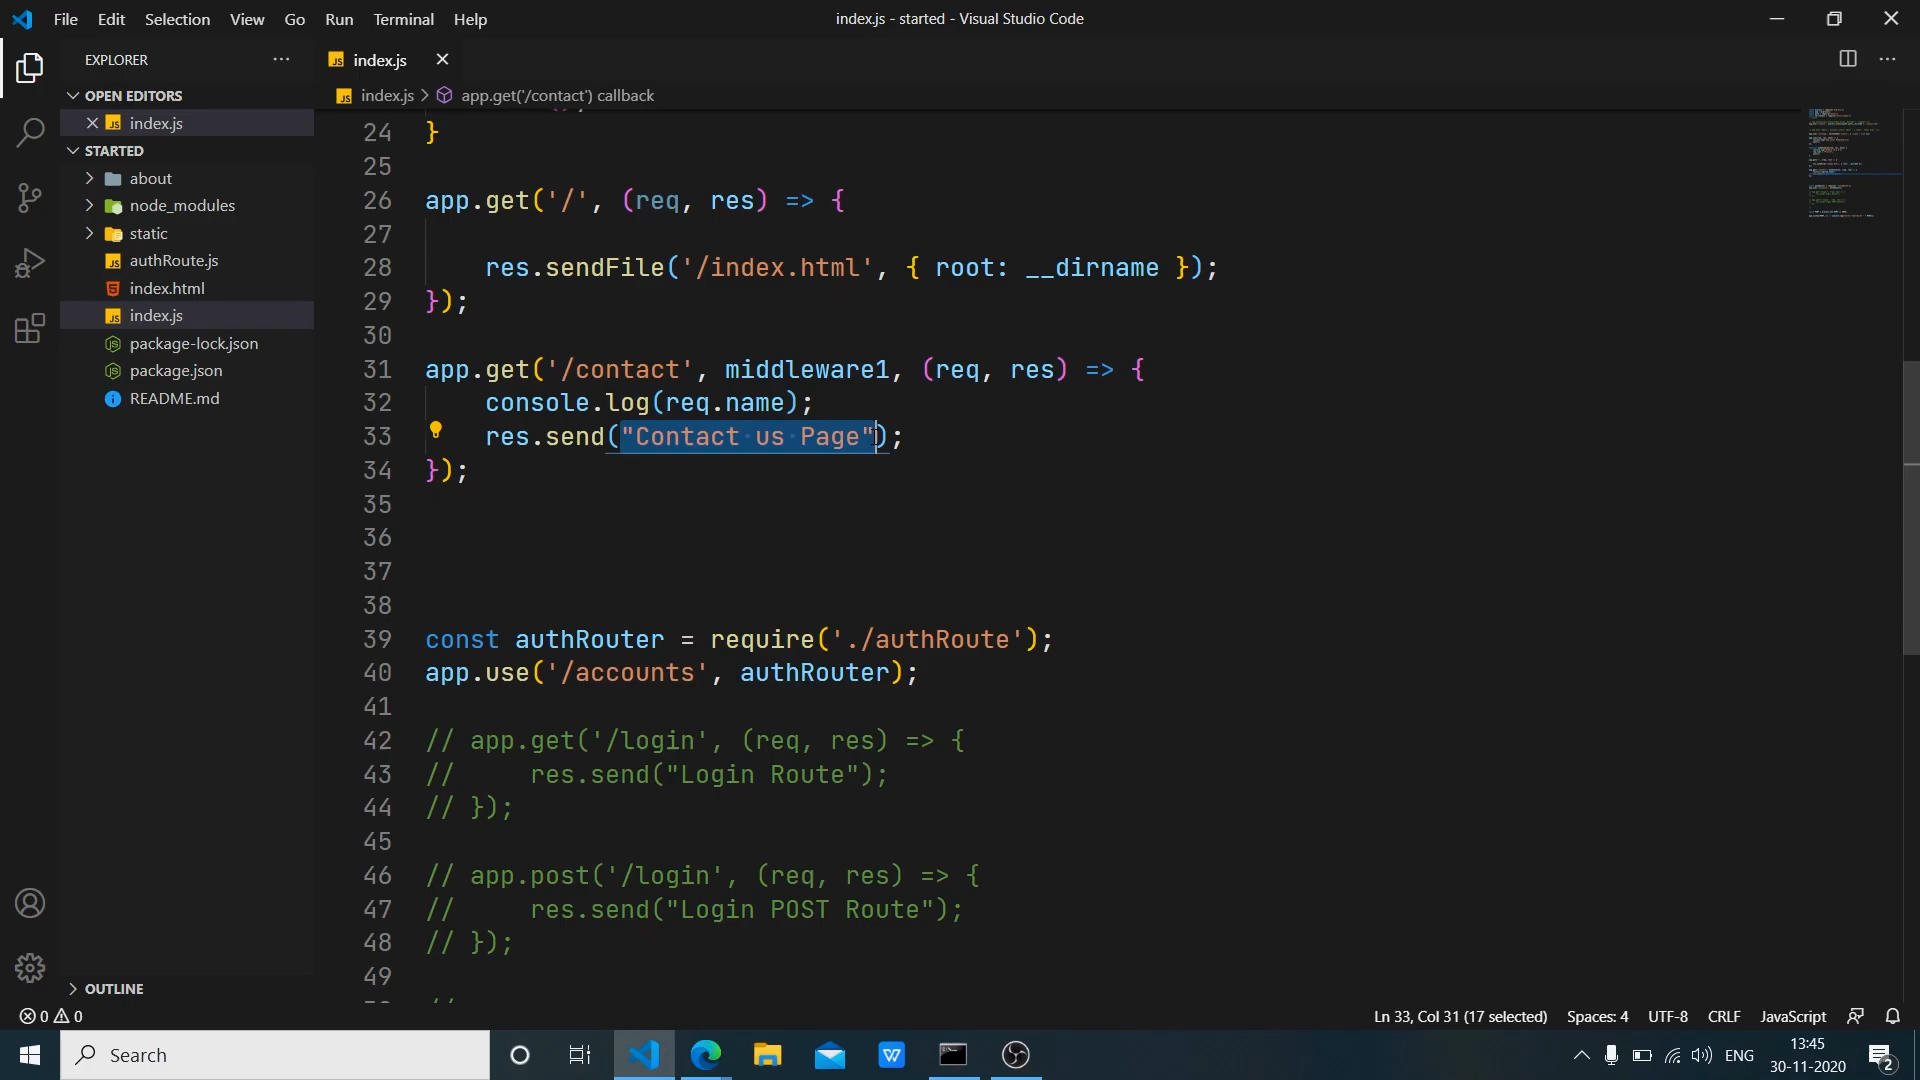 File Edit Selection View Go Run Terminal Help
index.js - started - Visual Studio Code
EXPLORER
OPEN EDITORS
index.js
STARTED
about
node_modules
static
authRoute.js
index.html
index.js
package-lock.json
package.json
README.md
OUTLINE
index.js
index.js > app.get('/contact') callback
24 }
25
26 app.get('/', (req, res) => {
27
28 res.sendFile('/index.html', { root: __dirname });
29 });
30
31 app.get('/contact', middleware1, (req, res) => {
32 console.log(req.name);
33 res.send("Contact us Page");
34 });
35
36
37
38
39 const authRouter = require('./authRoute');
40 app.use('/accounts', authRouter);
41
42 // app.get('/login', (req, res) => {
43 // res.send("Login Route");
44 // });
45
46 // app.post('/login', (req, res) => {
47 // res.send("Login POST Route");
48 // });
49
0 0
Ln 33, Col 31 (17 selected) Spaces: 4 UTF-8 CRLF JavaScript
Search
ENG
13:45
30-11-2020
2